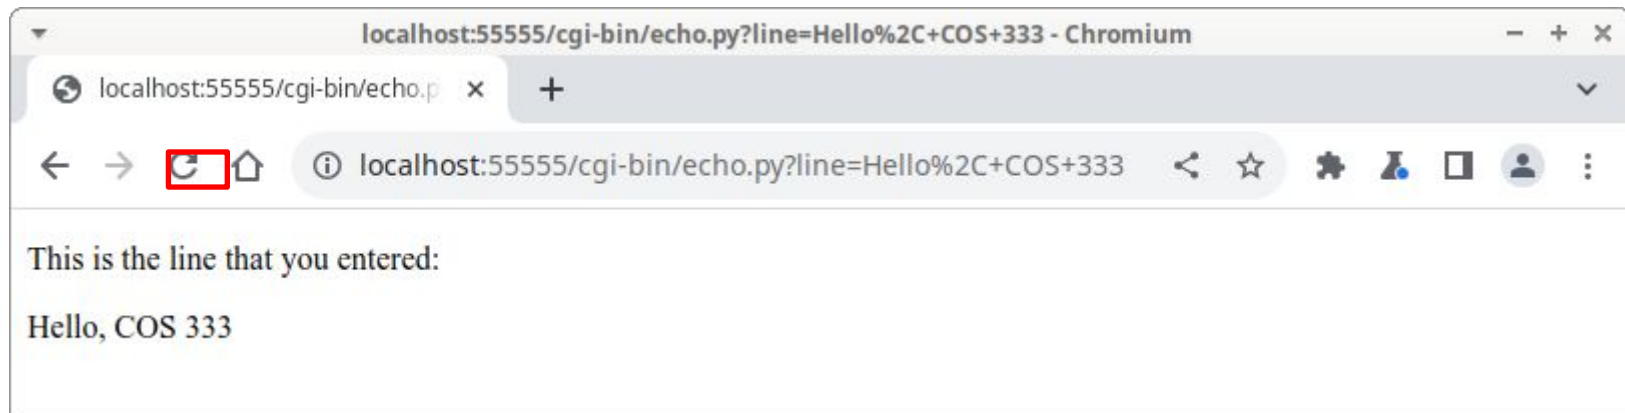 localhost:55555/cgi-bin/echo.py?line=Hello%2C+COS+333 - Chromium
localhost:55555/cgi-bin/echo.p
localhost:55555/cgi-bin/echo.py?line=Hello%2C+COS+333
This is the line that you entered:
Hello, COS 333